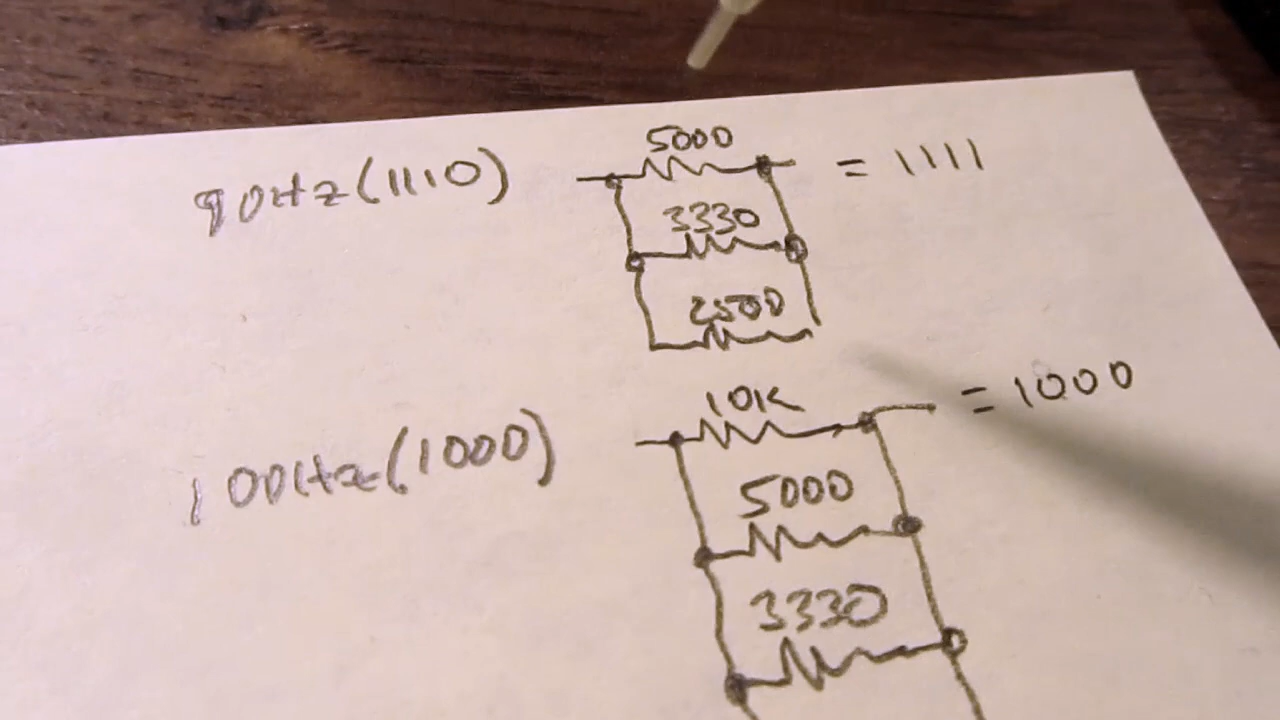 5000
90Hz (1110) = 1111
3330
2500
10K = 1000
100Hz (1000)
5000
3330